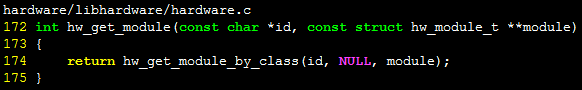 hardware/libhardware/hardware.c
172 int hw_get_module(const char *id, const struct hw_module_t **module)
173 {
174     return hw_get_module_by_class(id, NULL, module);
175 }